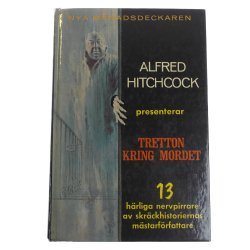 NYA MÅNADSDECKAREN
ALFRED
HITCHCOCK
presenterar
TRETTON
KRING MORDET
13
härliga nervpirrare
av skräckhistoriernas
mästarförfattare